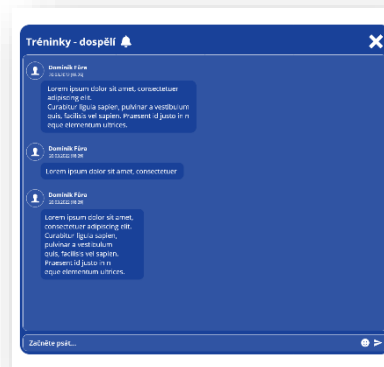 Tréninky - dospělí
Dominik Fůra
Lorem ipsum dolor sit amet, consectetuer
adipiscing elit.
Curabitur ligula sapien, pulvinar a vestibulum
quis, facilisis vel sapien. Praesent id justo in n
eque elementum ultrices.
Dominik Fůra
Lorem ipsum dolor sit amet, consectetuer
Dominik Fůra
Lorem ipsum dolor sit amet,
consectetuer adipiscing elit.
Curabitur ligula sapien,
pulvinar a vestibulum
quis, facilisis vel sapien.
Praesent id justo in n
eque elementum ultrices.
Začněte psát...